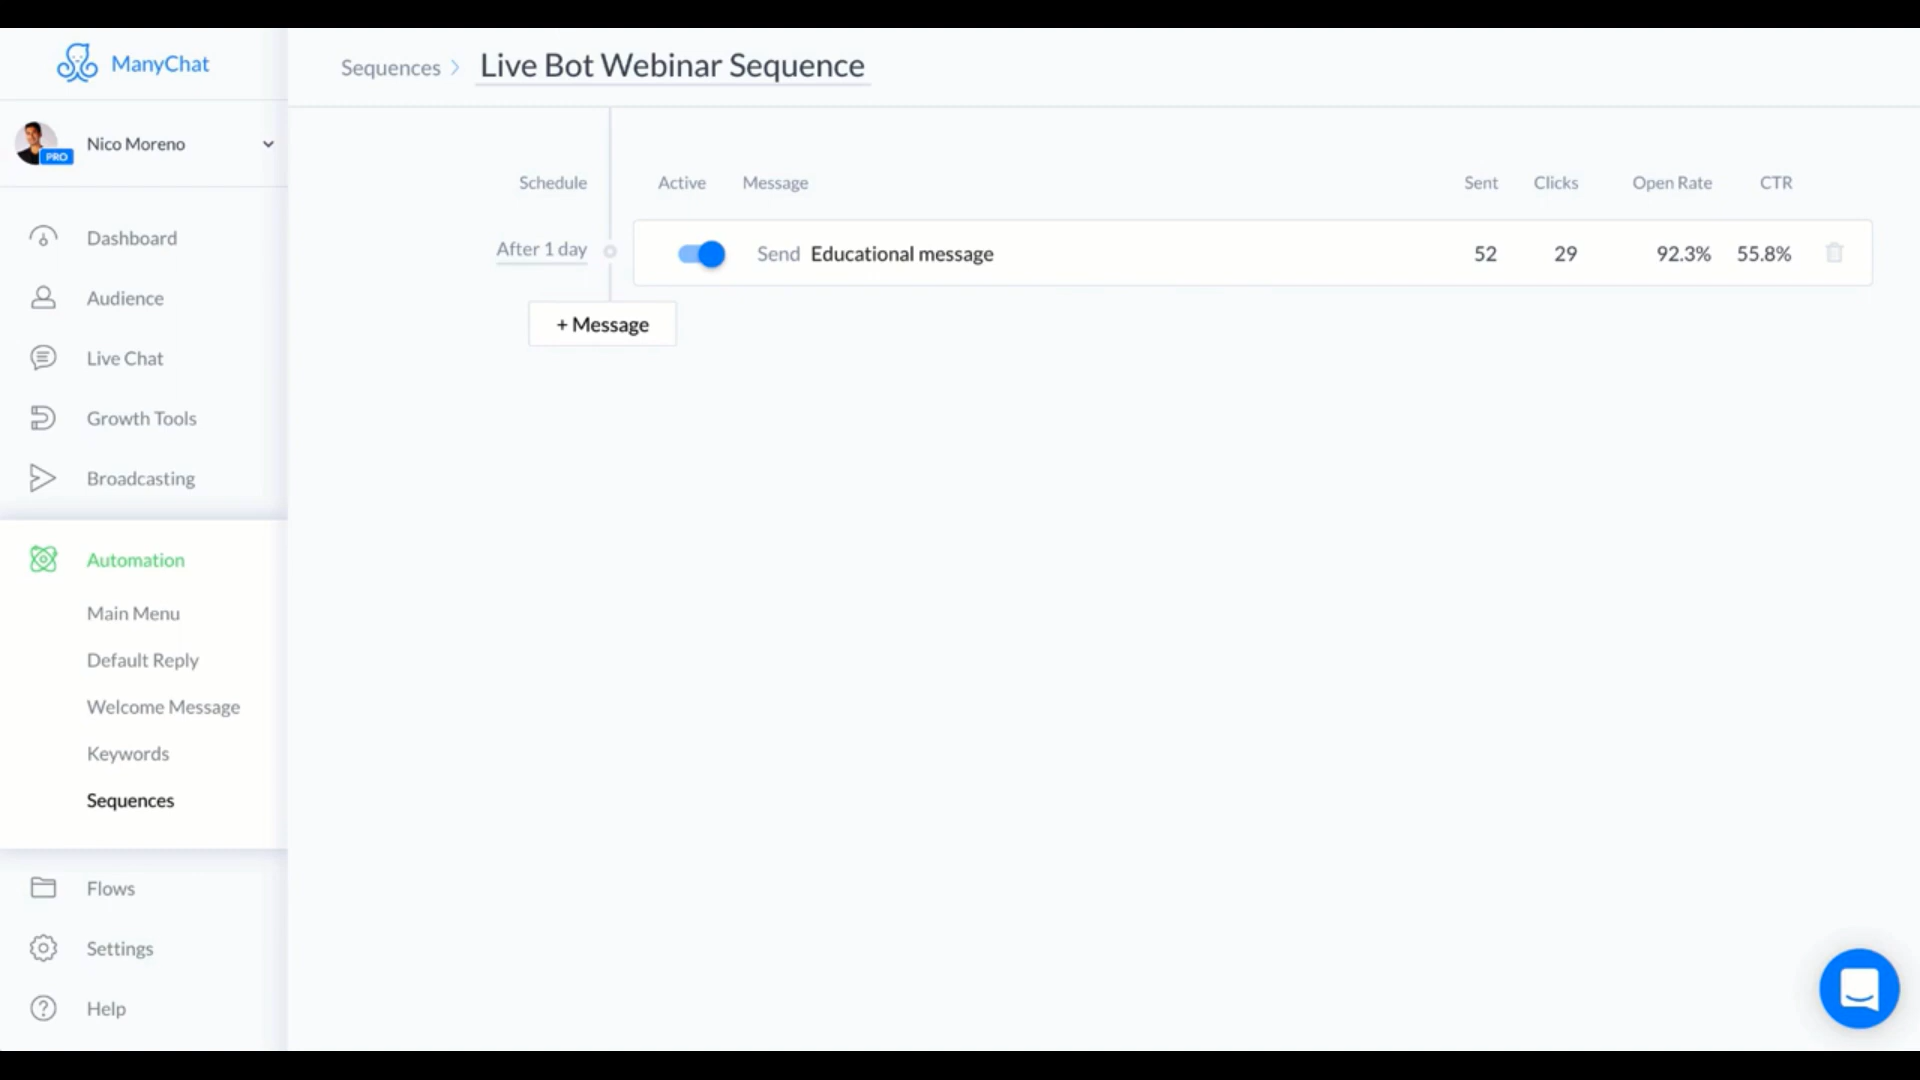 ManyChat
Sequences > Live Bot Webinar Sequence
PRO
Nico Moreno
Dashboard
Audience
Live Chat
Growth Tools
Broadcasting
Automation
Main Menu
Default Reply
Welcome Message
Keywords
Sequences
Flows
Settings
Help
Schedule Active Message Sent Clicks Open Rate CTR
After 1 day Send Educational message 52 29 92.3% 55.8%
+ Message